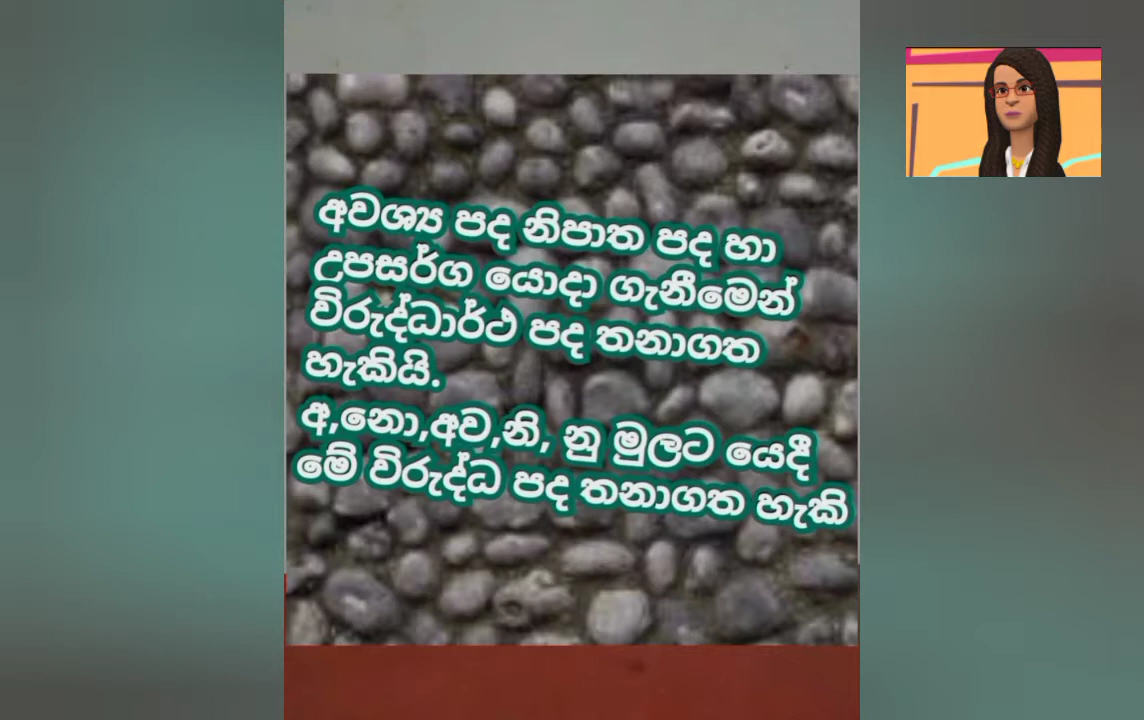 අවශ්‍ය පද නිපාත පද හා
උපසර්ග යොදා ගැනීමෙන්
විරුද්ධාර්ථ පද තනාගත
හැකියි.
අ,නො,අව,නි, නු මුලට යෙදී
මේ විරුද්ධ පද තනාගත හැකි